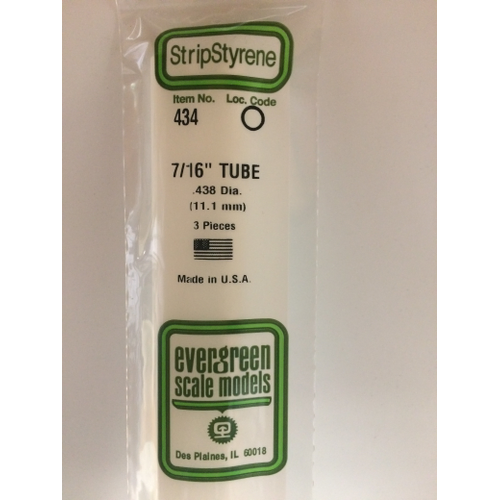 StripStyrene
Item No. Loc. Code
434
7/16" TUBE
.438 Dia.
(11.1 mm)
3 Pieces
Made in U.S.A.
evergreen
scale models
Des Plaines, IL 60018